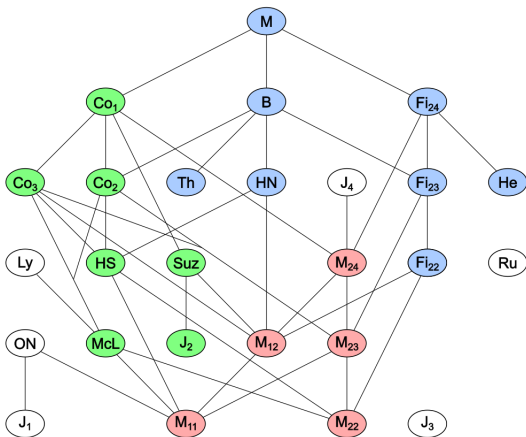 M
Co₁ B Fi₂₄
Co₃ Co₂ Th HN J₄ Fi₂₃ He
Ly HS Suz M₂₄ Fi₂₂ Ru
ON McL J₂ M₁₂ M₂₃
J₁ M₁₁ M₂₂ J₃